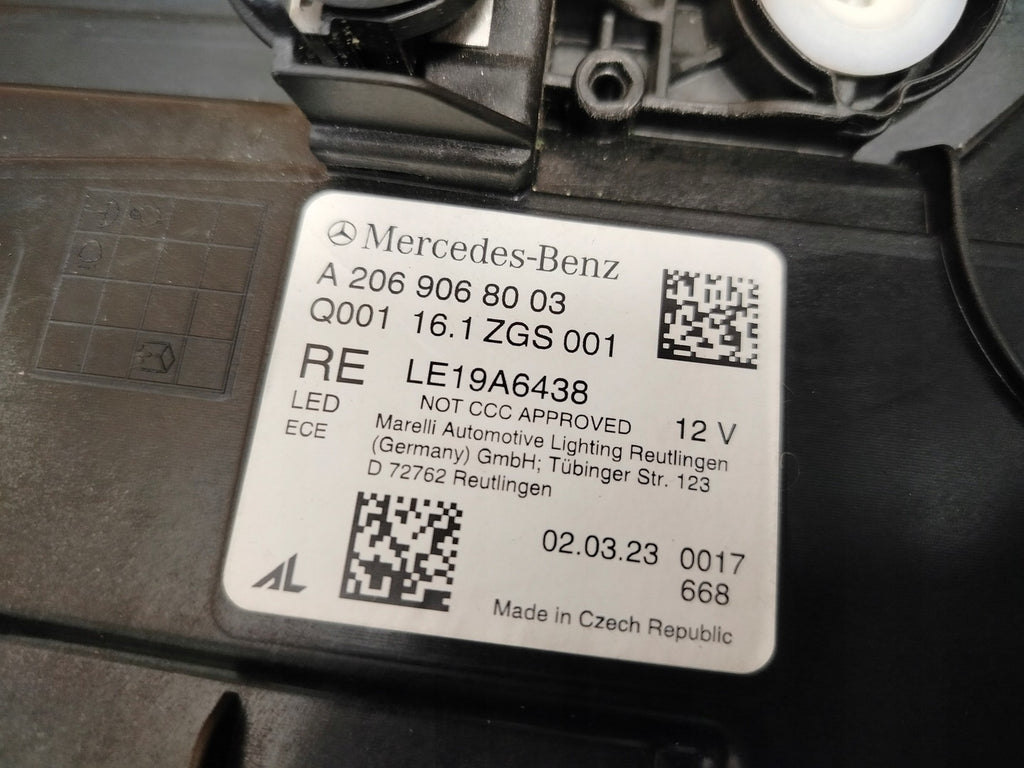 Mercedes-Benz
A 206 906 80 03
Q001 16.1 ZGS 001
RE LE19A6438
LED NOT CCC APPROVED 12 V
ECE Marelli Automotive Lighting Reutlingen
(Germany) GmbH; Tübinger Str. 123
D 72762 Reutlingen
02.03.23 0017
668
AL
Made in Czech Republic